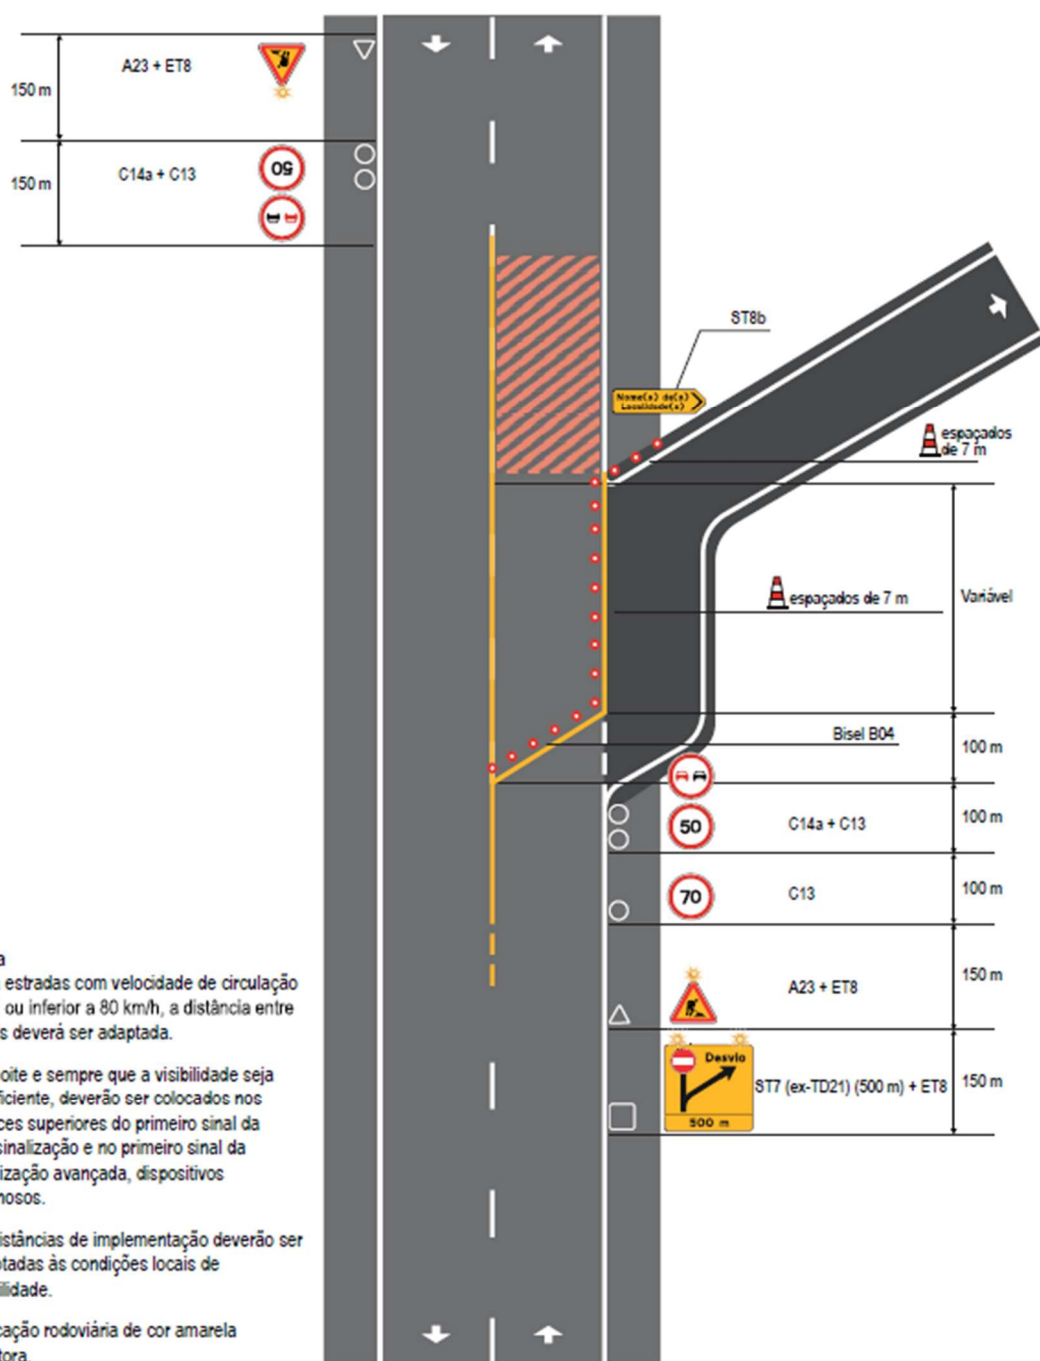 A23 + ET8
150 m
C14a + C13
50
150 m
ST8b
Nome(s) da(s)
Localidade(s)
espaçados
de 7 m
espaçados de 7 m
Variável
Bisel B04
100 m
50
C14a + C13
100 m
70
C13
100 m
A23 + ET8
150 m
Desvio
500 m
ST7 (ex-TD21) (500 m) + ET8
150 m
a
estradas com velocidade de circulação
ou inferior a 80 km/h, a distância entre
s deverá ser adaptada.
oite e sempre que a visibilidade seja
ficiente, deverão ser colocados nos
ces superiores do primeiro sinal da
sinalização e no primeiro sinal da
ização avançada, dispositivos
nosos.
istâncias de implementação deverão ser
tadas às condições locais de
ilidade.
cação rodoviária de cor amarela
tora.